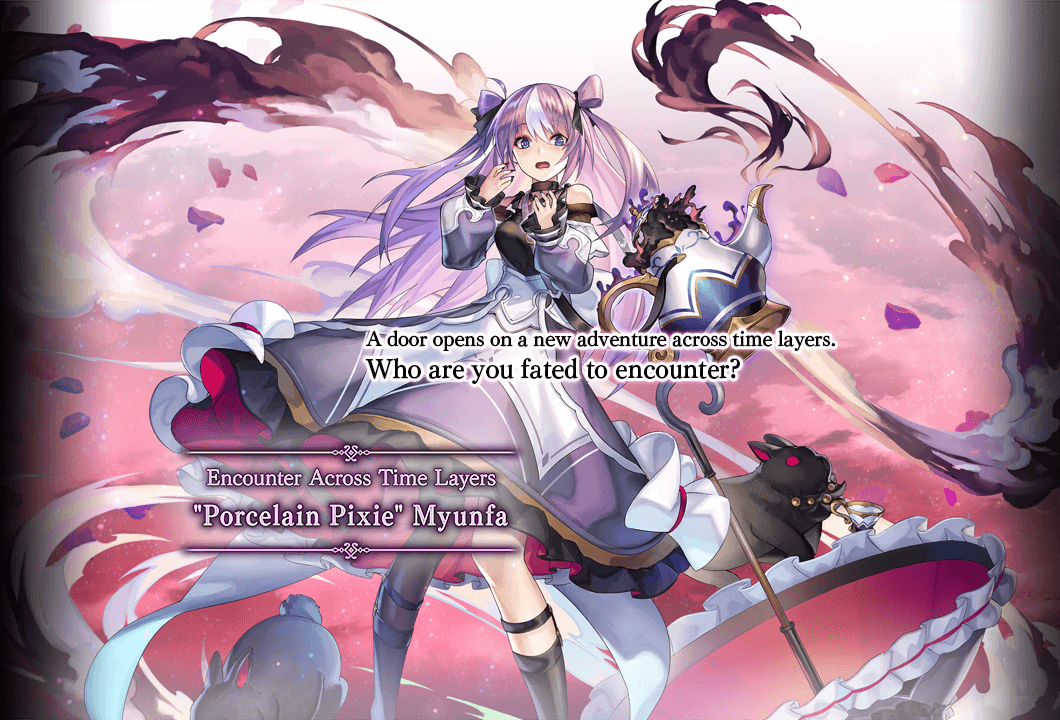 A door opens on a new adventure across time layers.
Who are you fated to encounter?
Encounter Across Time Layers
"Porcelain Pixie" Myunfa